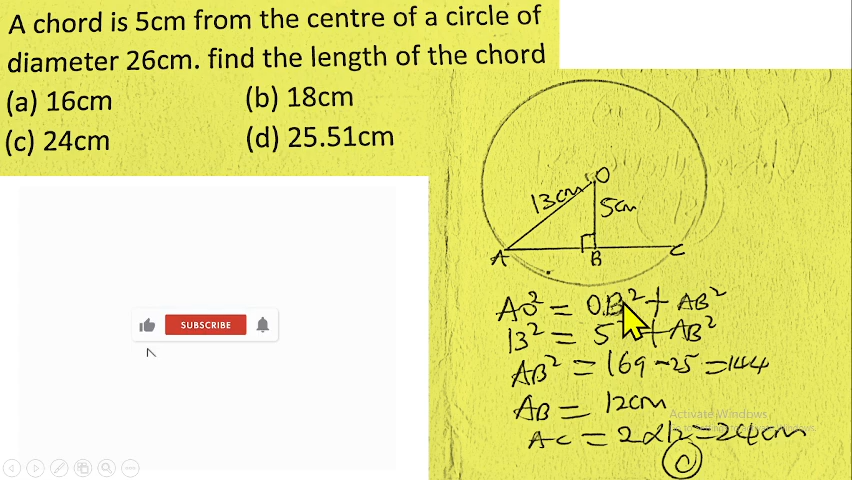 A chord is 5cm from the centre of a circle of
diameter 26cm. find the length of the chord
(a) 16cm (b) 18cm
(c) 24cm (d) 25.51cm
O
13cm
5cm
A B C
AO² = OB² + AB²
13² = 5² + AB²
AB² = 169 - 25 = 144
AB = 12cm
AC = 2x12 = 24cm
C
SUBSCRIBE
Activate Windows